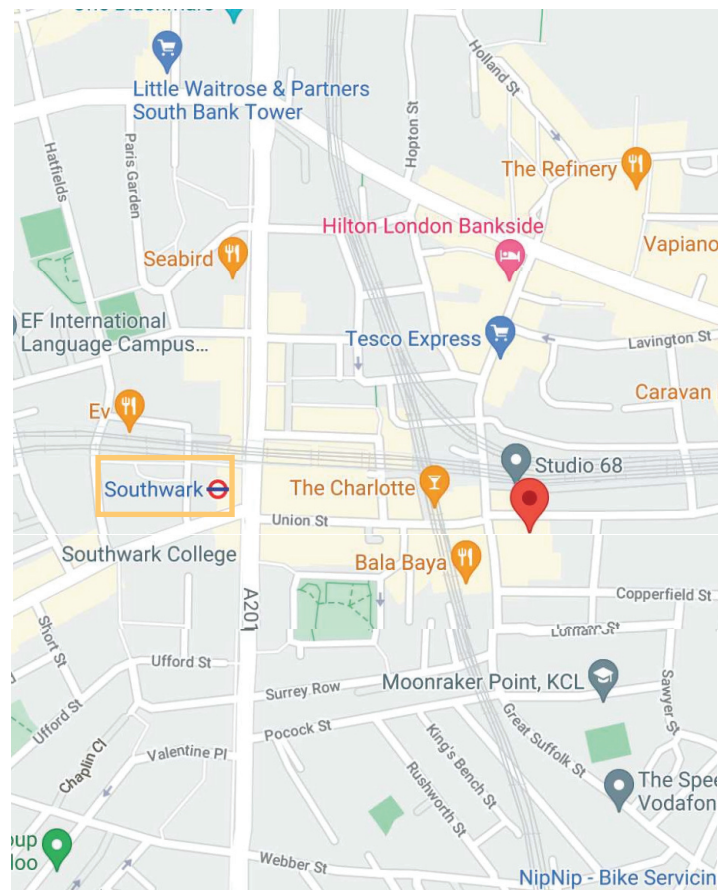 Little Waitrose & Partners
South Bank Tower
Holland St
Hopton St
Hatfields
Paris Garden
The Refinery
Hilton London Bankside
Vapiano
Seabird
EF International
Language Campus...
Tesco Express
Lavington St
Caravan
Ev
Studio 68
Southwark
The Charlotte
Union St
Southwark College
Bala Baya
A201
Copperfield St
Short St
Ufford St
Moonraker Point, KCL
Sawyer St
Surrey Row
Ufford St
Pocock St
Great Suffolk St
King's Bench St
Valentine Pl
Chaplin Cl
Rushworth St
The Spee
Vodafon
oup
loo
Webber St
NipNip - Bike Servicin